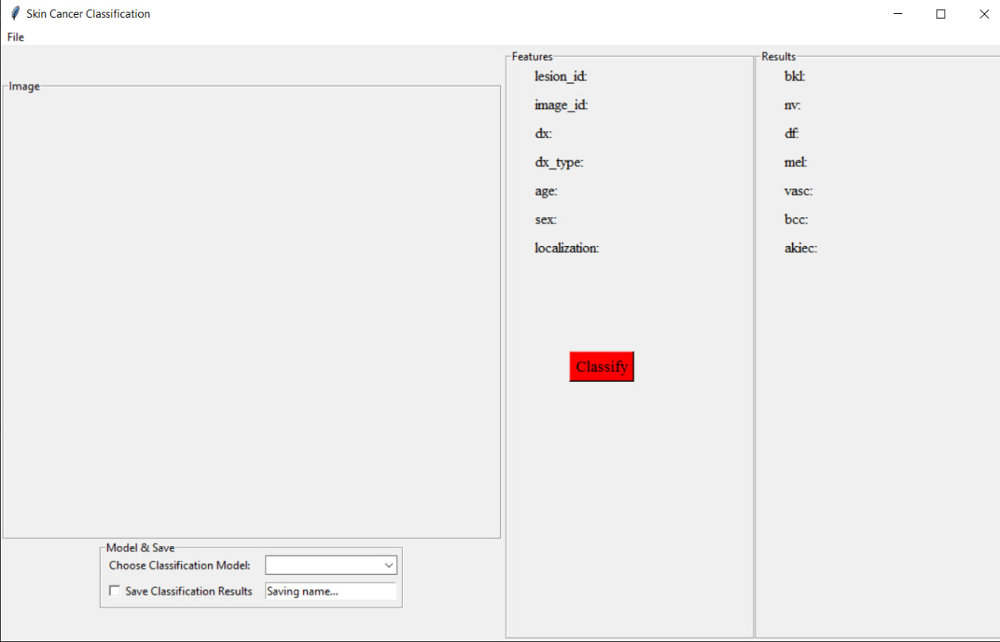 Skin Cancer Classification
File
Image
Features
lesion_id:
image_id:
dx:
dx_type:
age:
sex:
localization:
Classify
Results
bkl:
nv:
df:
mel:
vasc:
bcc:
akiec:
Model & Save
Choose Classification Model:
Save Classification Results Saving name...